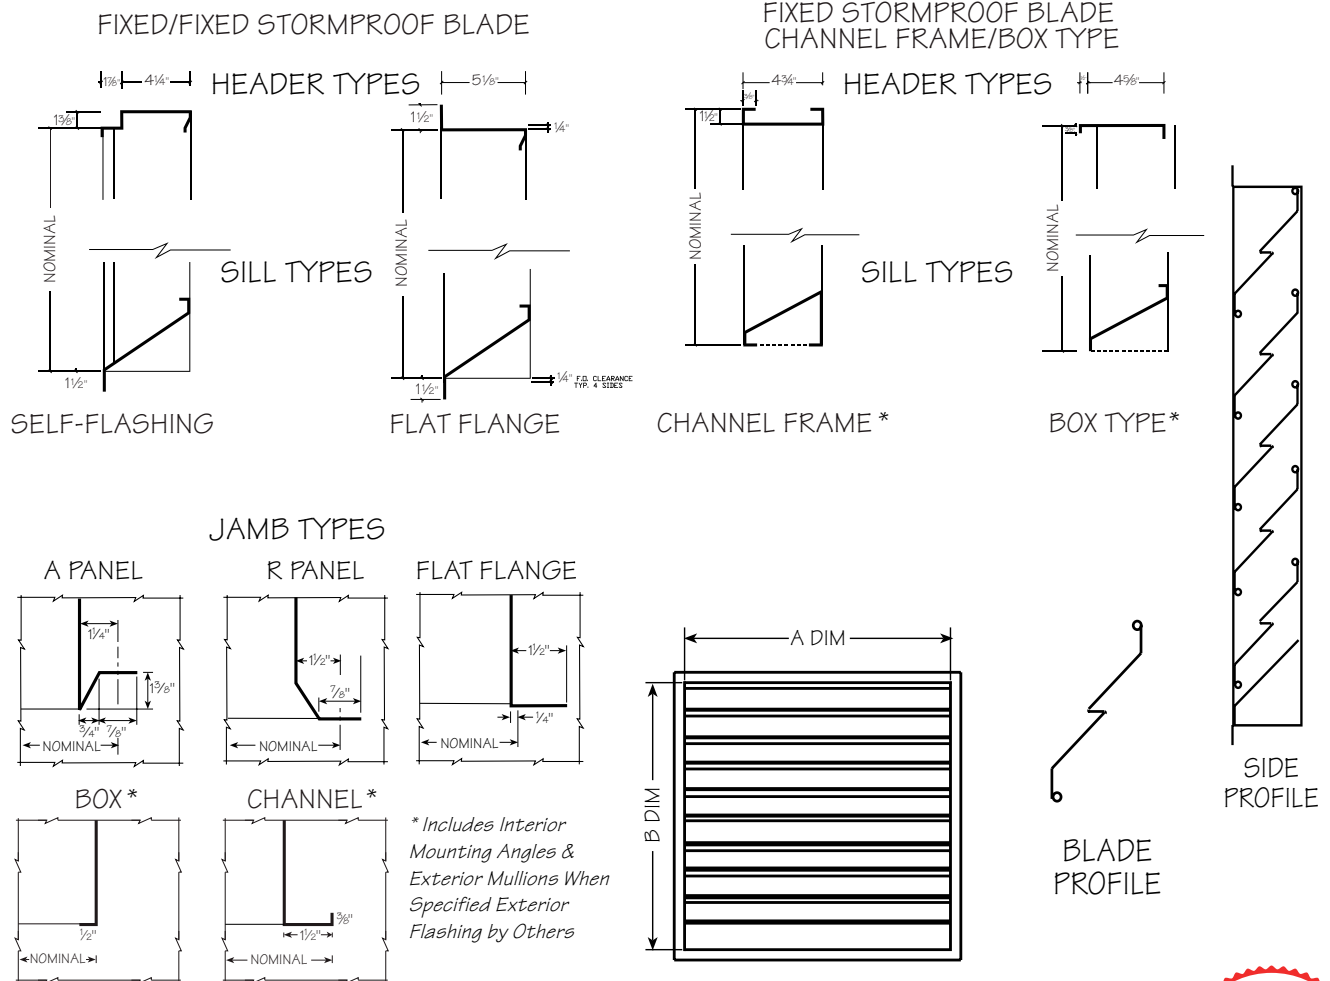 FIXED/FIXED STORMPROOF BLADE
FIXED STORMPROOF BLADE
CHANNEL FRAME/BOX TYPE
1⅞" 4¼" HEADER TYPES 5⅛"
4¾" HEADER TYPES 4⅝"
1⅜"
1½"
¼"
1½"
NOMINAL
NOMINAL
NOMINAL
NOMINAL
SILL TYPES
SILL TYPES
1½"
1½"
¼" F.O. CLEARANCE
TYP. 4 SIDES
SELF-FLASHING
FLAT FLANGE
CHANNEL FRAME *
BOX TYPE*
JAMB TYPES
A PANEL
R PANEL
FLAT FLANGE
1¼"
1⅜"
¾" ⅞"
NOMINAL
1½"
⅞"
NOMINAL
1½"
¼"
NOMINAL
BOX *
CHANNEL *
½"
NOMINAL
⅜"
1½"
NOMINAL
* Includes Interior
Mounting Angles &
Exterior Mullions When
Specified Exterior
Flashing by Others
A DIM
B DIM
BLADE
PROFILE
SIDE
PROFILE